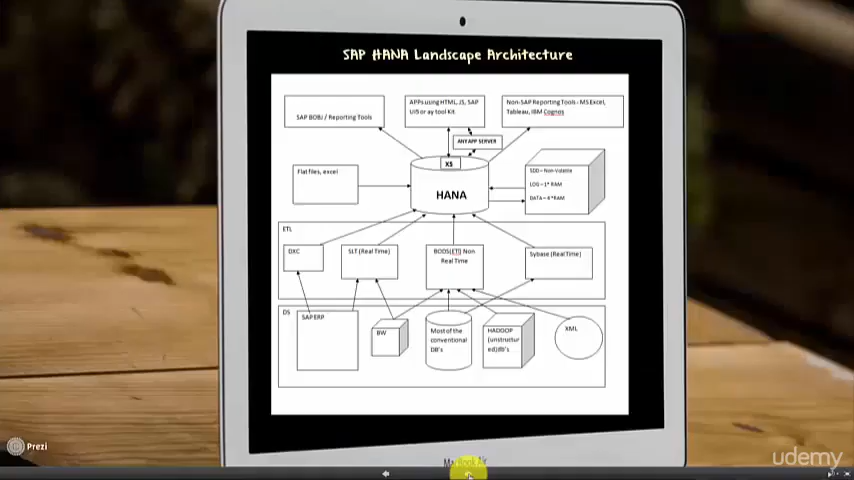 SAP HANA Landscape Architecture
SAP BOBJ / Reporting Tools
APPs using HTML, JS, SAP
UI5 or ay tool Kit.
Non-SAP Reporting Tools - MS Excel,
Tableau, IBM Cognos
ANY APP SERVER
XS
HANA
Flat files, excel
SDD – Non-Volatile
LOG – 1* RAM
DATA – 4 *RAM
ETL
DXC
SLT (Real Time)
BODS(ETl) Non
Real Time
Sybase (Real Time)
DS
SAP ERP
BW
Most of the
conventional
DB's
HADOOP
(unstructur
ed)db's
XML
Prezi
MacBook Air
udemy